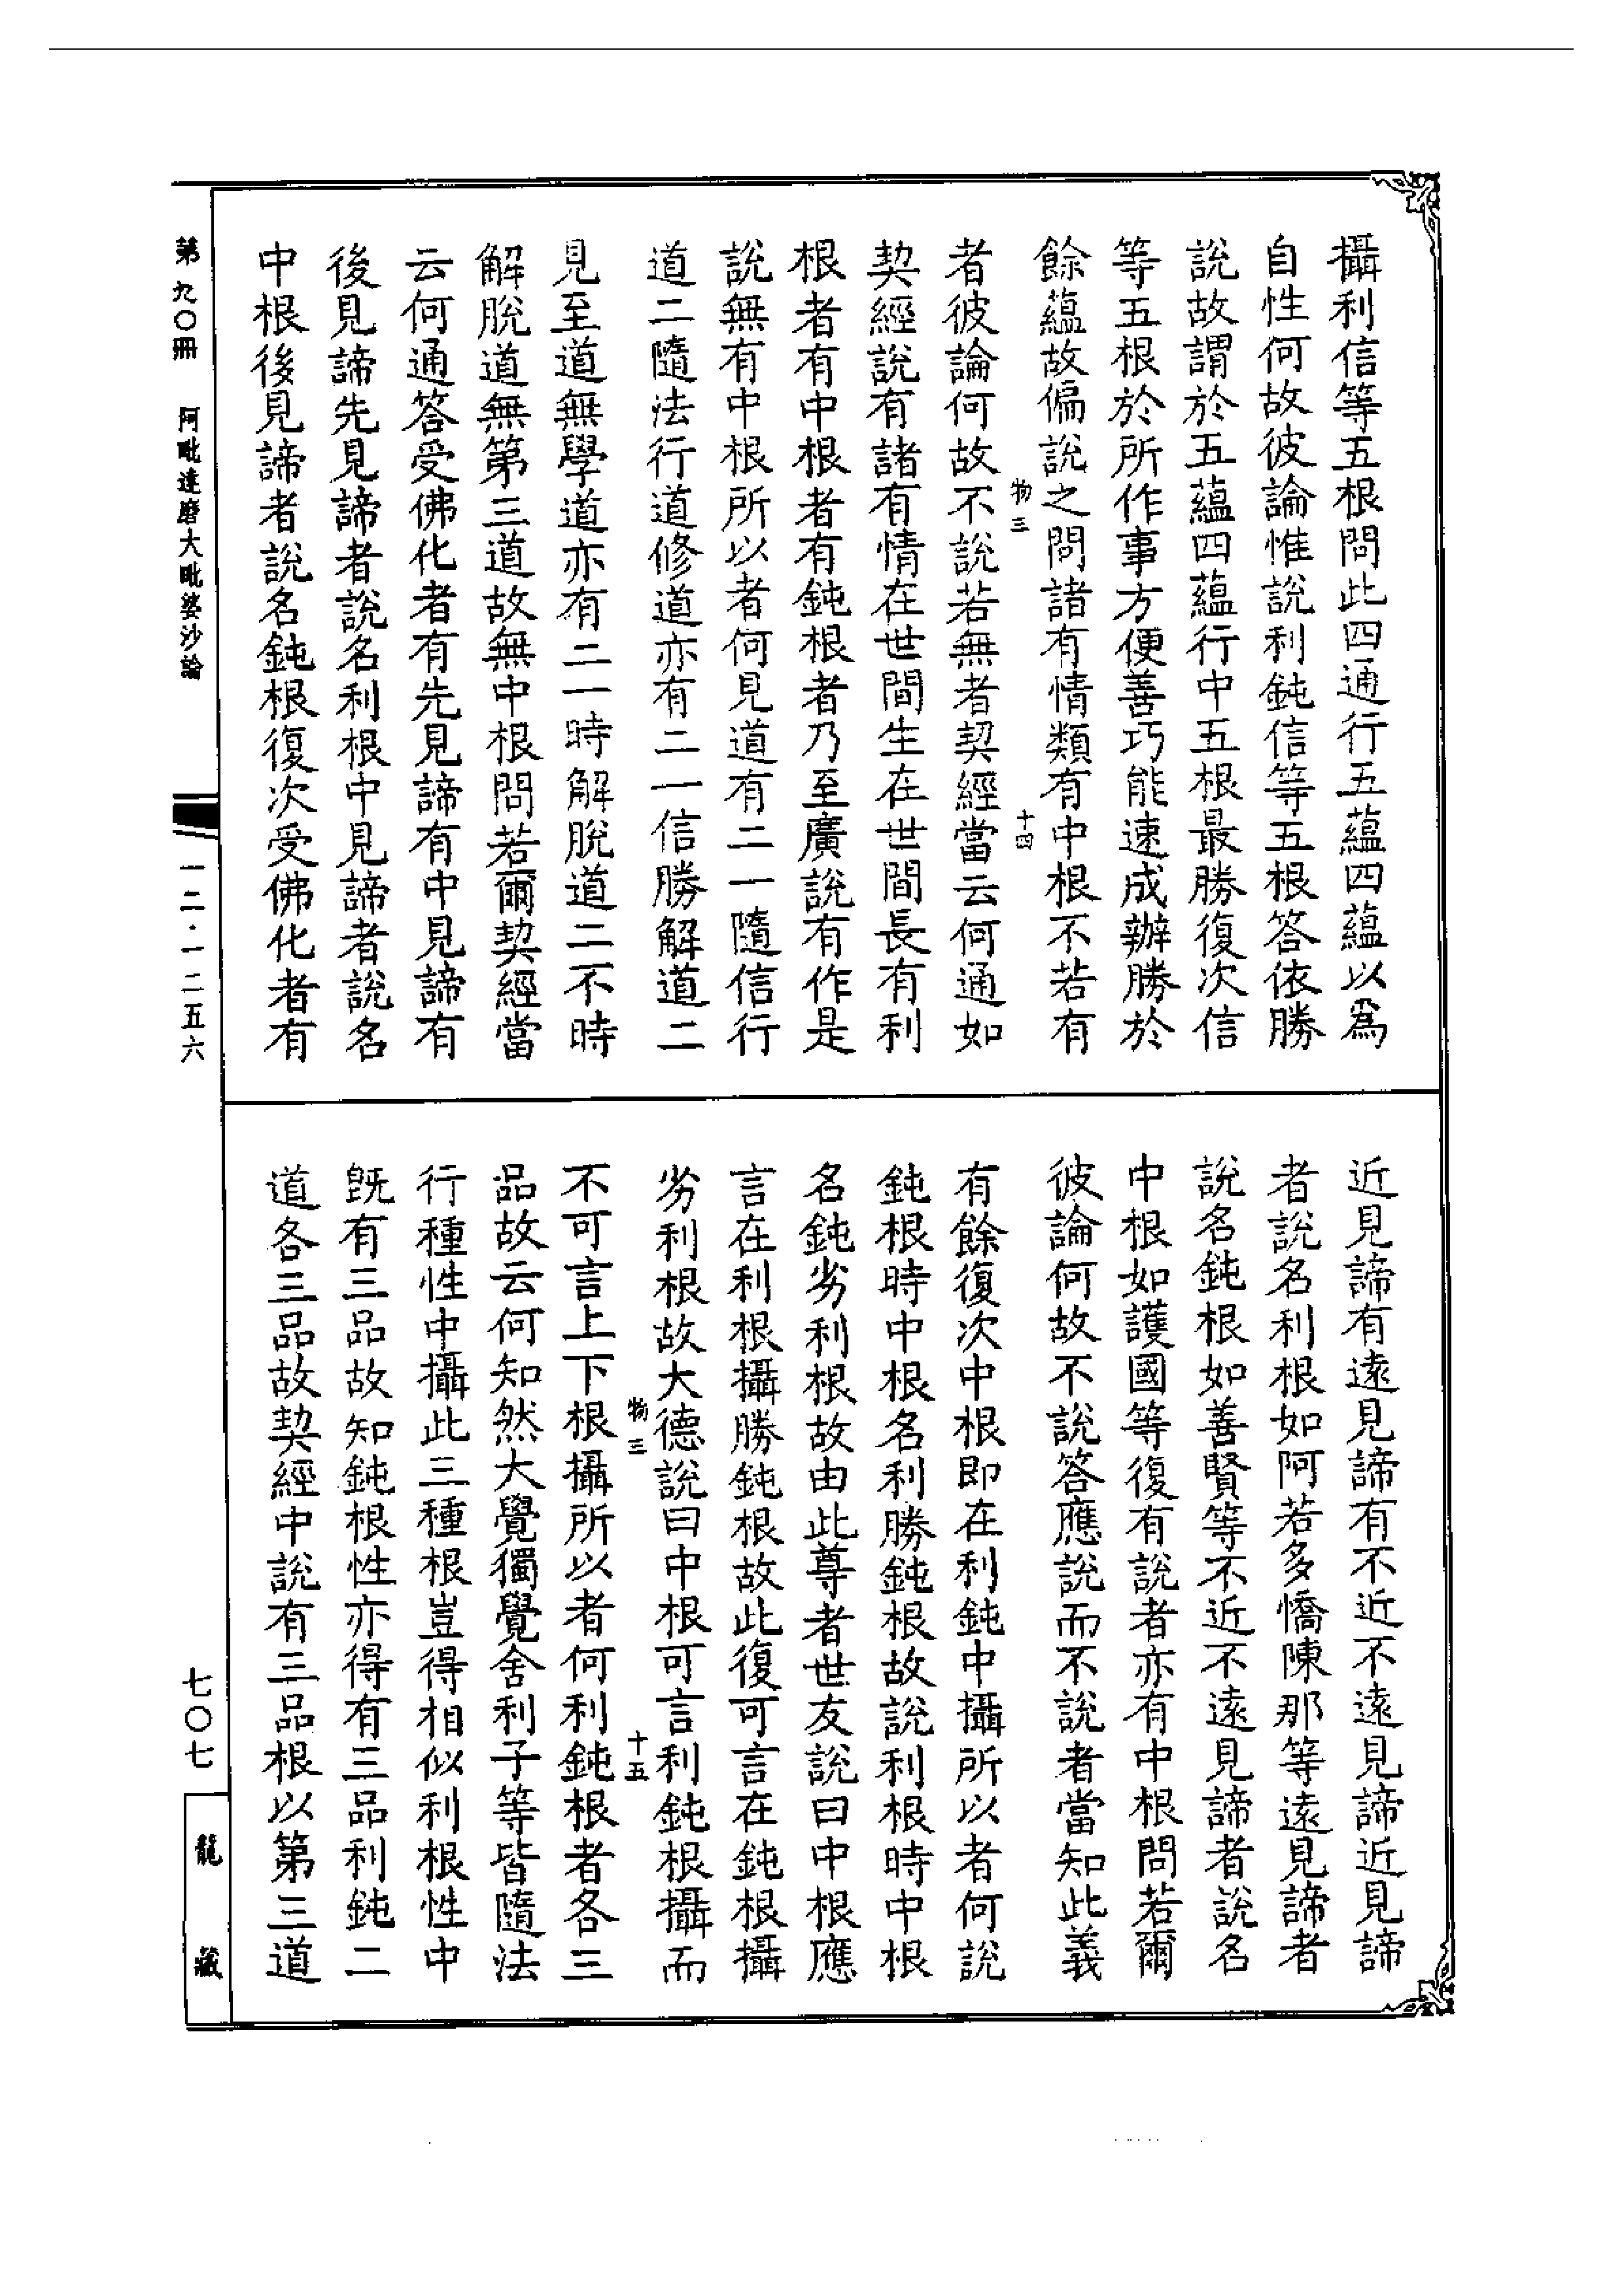 攝利信等五根問此四通行五蘊四蘊以為
自性何故彼論惟說利鈍信等五根答依勝
說故謂於五蘊四蘊行中五根最勝復次信
等五根於所作事方便善巧能速成辦勝於
餘蘊故偏說之問諸有情類有中根不若有
物三
十四
者彼論何故不說若無者契經當云何通如
契經說有諸有情在世間生在世間長有利
根者有中根者有鈍根者乃至廣說有作是
說無有中根所以者何見道有二一隨信行
道二隨法行道修道亦有二一信勝解道二
見至道無學道亦有二一時解脫道二不時
解脫道無第三道故無中根問若爾契經當
云何通答受佛化者有先見諦有中見諦有
後見諦先見諦者說名利根中見諦者說名
中根後見諦者說名鈍根復次受佛化者有
近見諦有遠見諦有不近不遠見諦近見諦
者說名利根如阿若多憍陳那等遠見諦者
說名鈍根如善賢等不近不遠見諦者說名
中根如護國等復有說者亦有中根問若爾
彼論何故不說答應說而不說者當知此義
有餘復次中根即在利鈍中攝所以者何說
鈍根時中根名利勝鈍根故說利根時中根
名鈍劣利根故由此尊者世友說曰中根應
言在利根攝勝鈍根故此復可言在鈍根攝
劣利根故大德說曰中根可言利鈍根攝而
物三
十五
不可言上下根攝所以者何利鈍根者各三
品故云何知然大覺獨覺舍利子等皆隨法
行種性中攝此三種根豈得相似利根性中
既有三品故知鈍根性亦得有三品利鈍二
道各三品故契經中說有三品根以第三道
第九〇冊　阿毗達磨大毗婆沙論
一二·一二五六
七〇七
龍藏